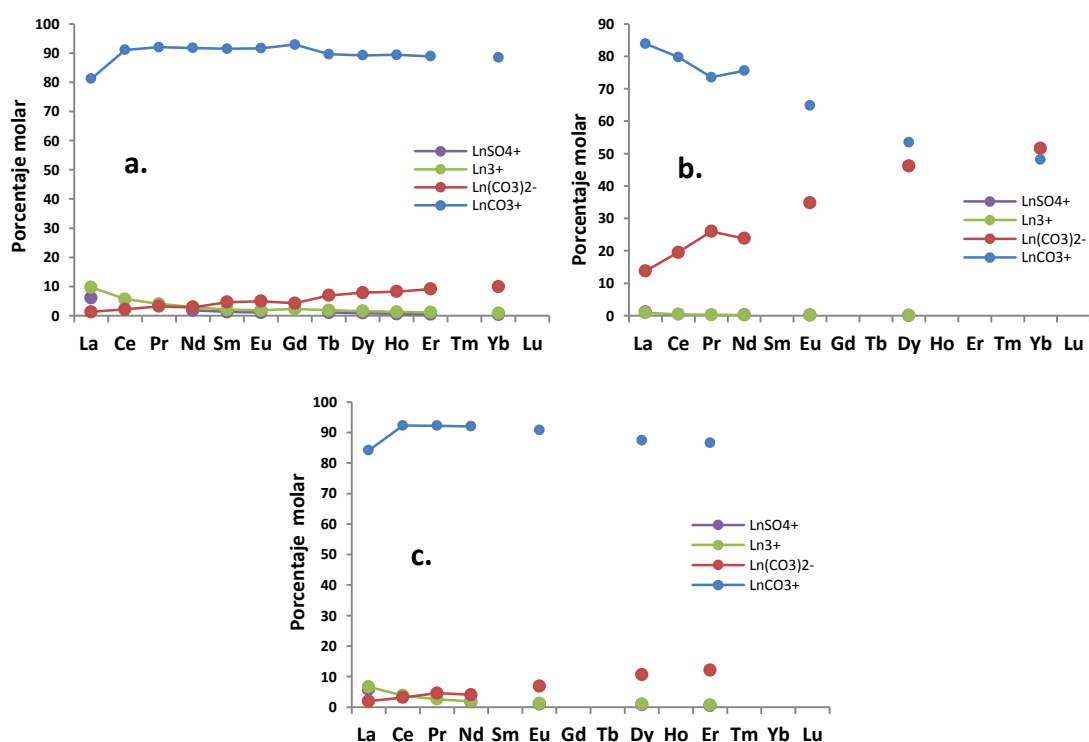 100
90
80
70
60
50
40
30
20
10
0
Porcentaje molar
a.
LnSO4+
Ln3+
Ln(CO3)2-
LnCO3+
La Ce Pr Nd Sm Eu Gd Tb Dy Ho Er Tm Yb Lu
90
80
70
60
50
40
30
20
10
0
Porcentaje molar
b.
LnSO4+
Ln3+
Ln(CO3)2-
LnCO3+
La Ce Pr Nd Sm Eu Gd Tb Dy Ho Er Tm Yb Lu
100
90
80
70
60
50
40
30
20
10
0
Porcentaje molar
c.
LnSO4+
Ln3+
Ln(CO3)2-
LnCO3+
La Ce Pr Nd Sm Eu Gd Tb Dy Ho Er Tm Yb Lu